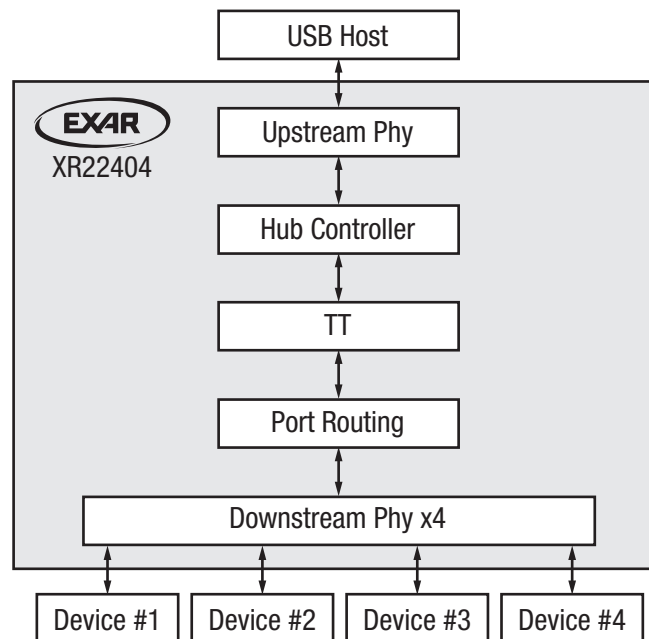 USB Host
EXAR
XR22404
Upstream Phy
Hub Controller
TT
Port Routing
Downstream Phy x4
Device #1
Device #2
Device #3
Device #4